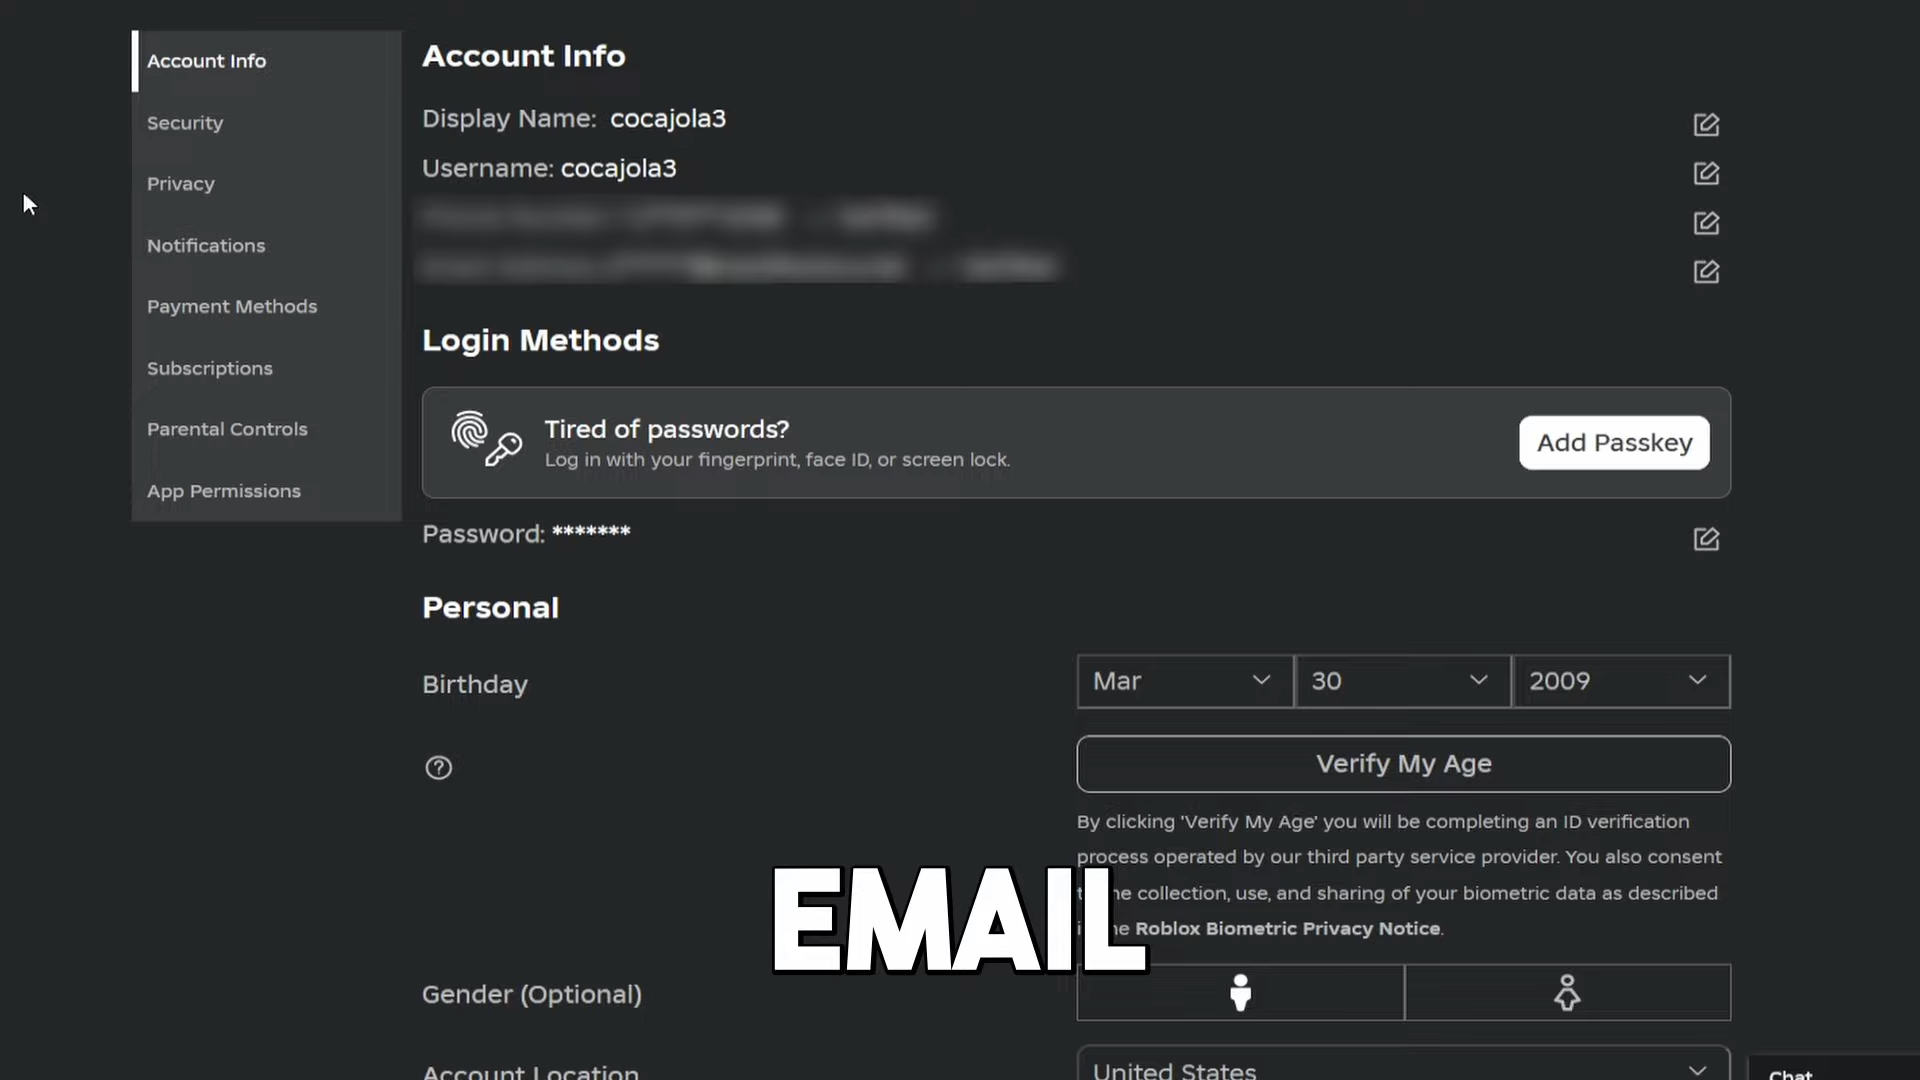 Account Info
Security
Privacy
Notifications
Payment Methods
Subscriptions
Parental Controls
App Permissions
Account Info
Display Name: cocajola3
Username: cocajola3
Login Methods
Tired of passwords?
Log in with your fingerprint, face ID, or screen lock.
Add Passkey
Password: *******
Personal
Birthday
Mar
30
2009
Verify My Age
By clicking 'Verify My Age' you will be completing an ID verification
process operated by our third party service provider. You also consent
collection, use, and sharing of your biometric data as described
Roblox Biometric Privacy Notice.
EMAIL
Gender (Optional)
Account Location
United States
Chat